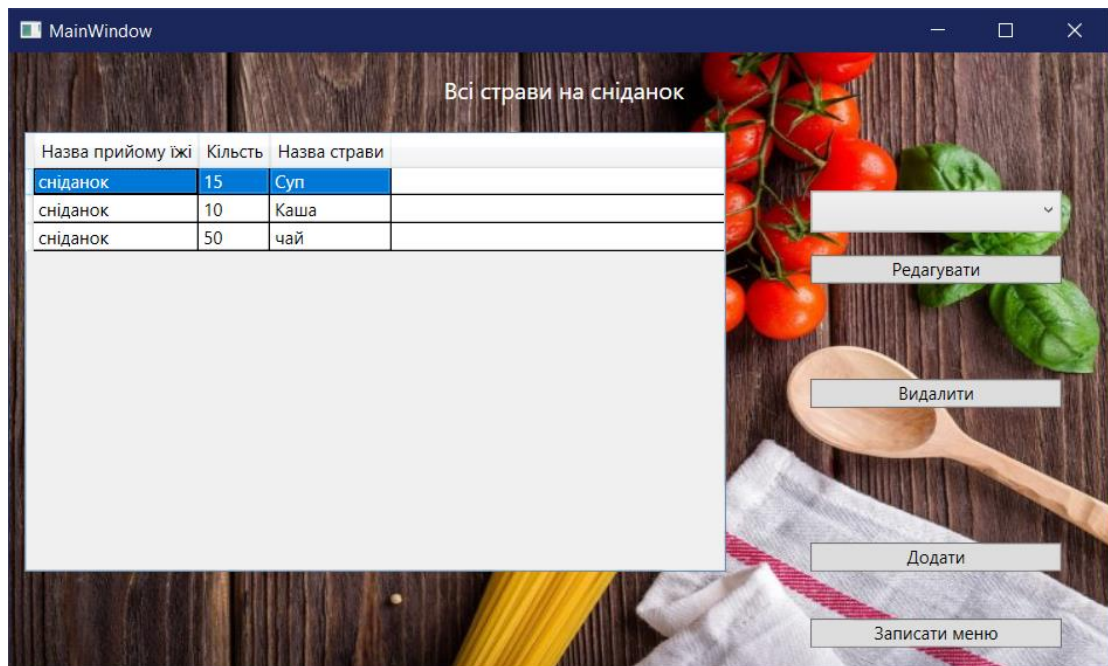 MainWindow
Всі страви на сніданок
Назва прийому їжі Кільсть Назва страви
сніданок 15 Суп
сніданок 10 Каша
сніданок 50 чай
Редагувати
Видалити
Додати
Записати меню